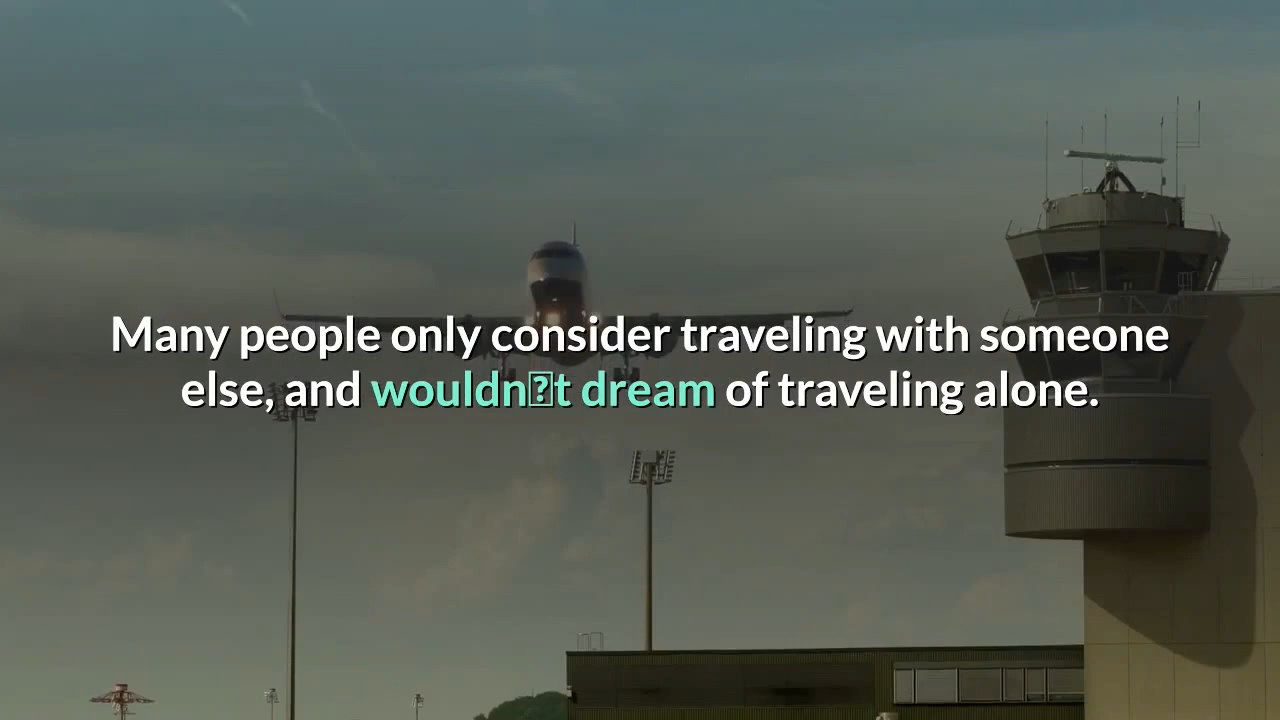 Many people only consider traveling with someone
else, and wouldn�t dream of traveling alone.